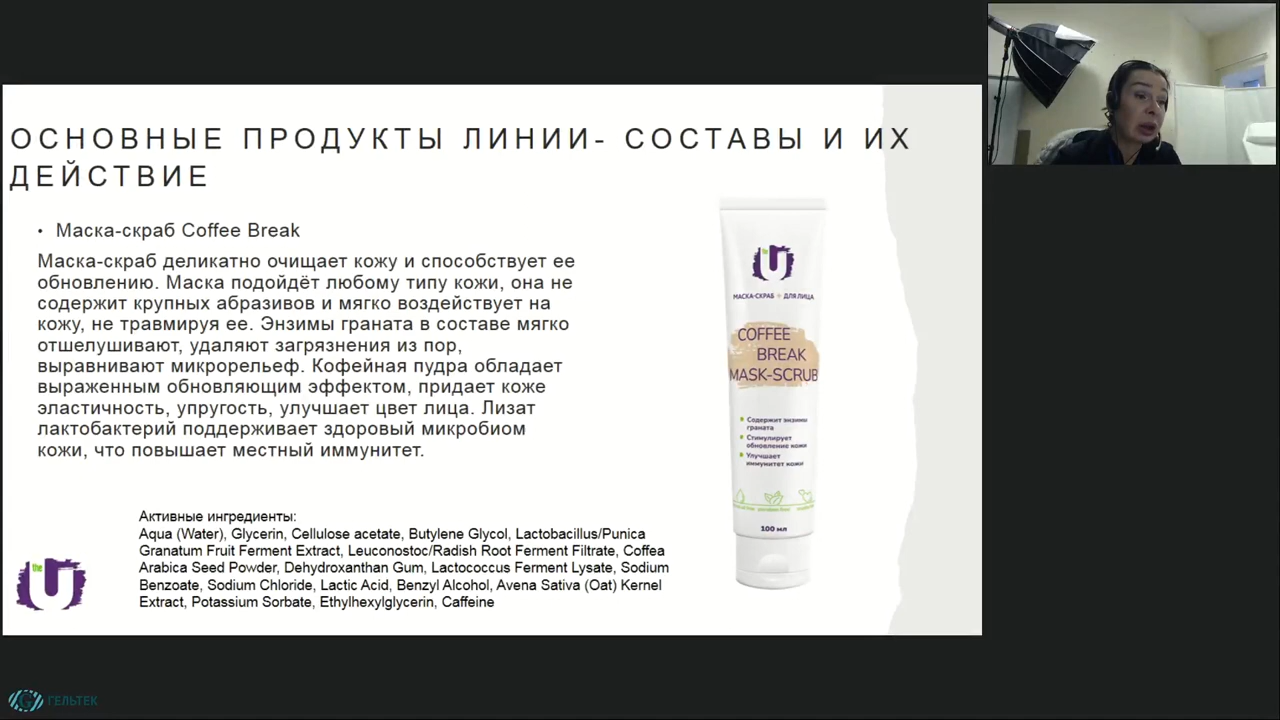 ОСНОВНЫЕ ПРОДУКТЫ ЛИНИИ- СОСТАВЫ И ИХ
ДЕЙСТВИЕ
• Маска-скраб Coffee Break
Маска-скраб деликатно очищает кожу и способствует ее
обновлению. Маска подойдёт любому типу кожи, она не
содержит крупных абразивов и мягко воздействует на
кожу, не травмируя ее. Энзимы граната в составе мягко
отшелушивают, удаляют загрязнения из пор,
выравнивают микрорельеф. Кофейная пудра обладает
выраженным обновляющим эффектом, придает коже
эластичность, упругость, улучшает цвет лица. Лизат
лактобактерий поддерживает здоровый микробиом
кожи, что повышает местный иммунитет.
Активные ингредиенты:
Aqua (Water), Glycerin, Cellulose acetate, Butylene Glycol, Lactobacillus/Punica
Granatum Fruit Ferment Extract, Leuconostoc/Radish Root Ferment Filtrate, Coffea
Arabica Seed Powder, Dehydroxanthan Gum, Lactococcus Ferment Lysate, Sodium
Benzoate, Sodium Chloride, Lactic Acid, Benzyl Alcohol, Avena Sativa (Oat) Kernel
Extract, Potassium Sorbate, Ethylhexylglycerin, Caffeine
the U
the U
МАСКА-СКРАБ ДЛЯ ЛИЦА
COFFEE
BREAK
MASK-SCRUB
Содержит энзимы
граната
Стимулирует
обновление кожи
Улучшает
иммунитет кожи
100 мл
ГЕЛЬТЕК